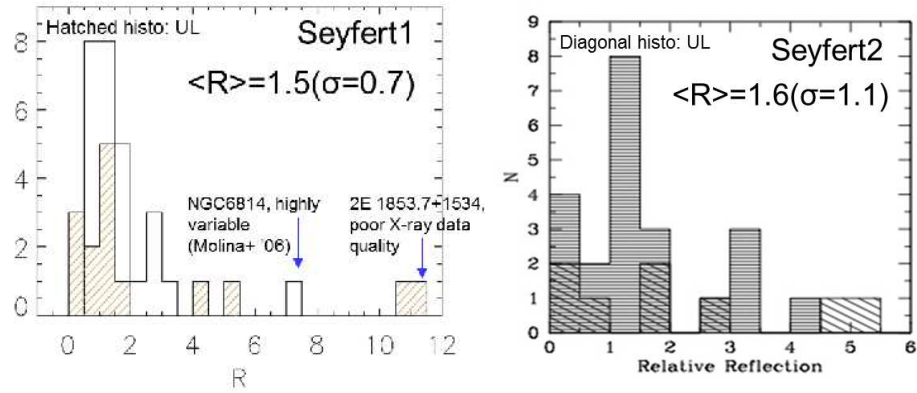 Hatched histo: UL
Seyfert1
<R>=1.5(σ=0.7)
NGC6814, highly
variable
(Molina+ ´06)
2E 1853.7+1534,
poor X-ray data
quality
8
6
4
2
0
0 2 4 6 8 10 12
R
Diagonal histo: UL
Seyfert2
<R>=1.6(σ=1.1)
9
8
7
6
5
4
3
2
1
0
N
0 1 2 3 4 5 6
Relative Reflection